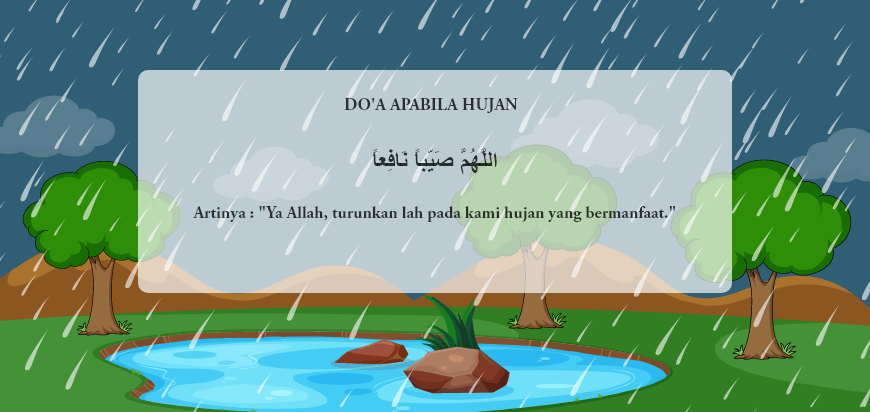 DO'A APABILA HUJAN
اللَّهُمَّ صَيِّباً نَافِعاً
Artinya : "Ya Allah, turunkan lah pada kami hujan yang bermanfaat."